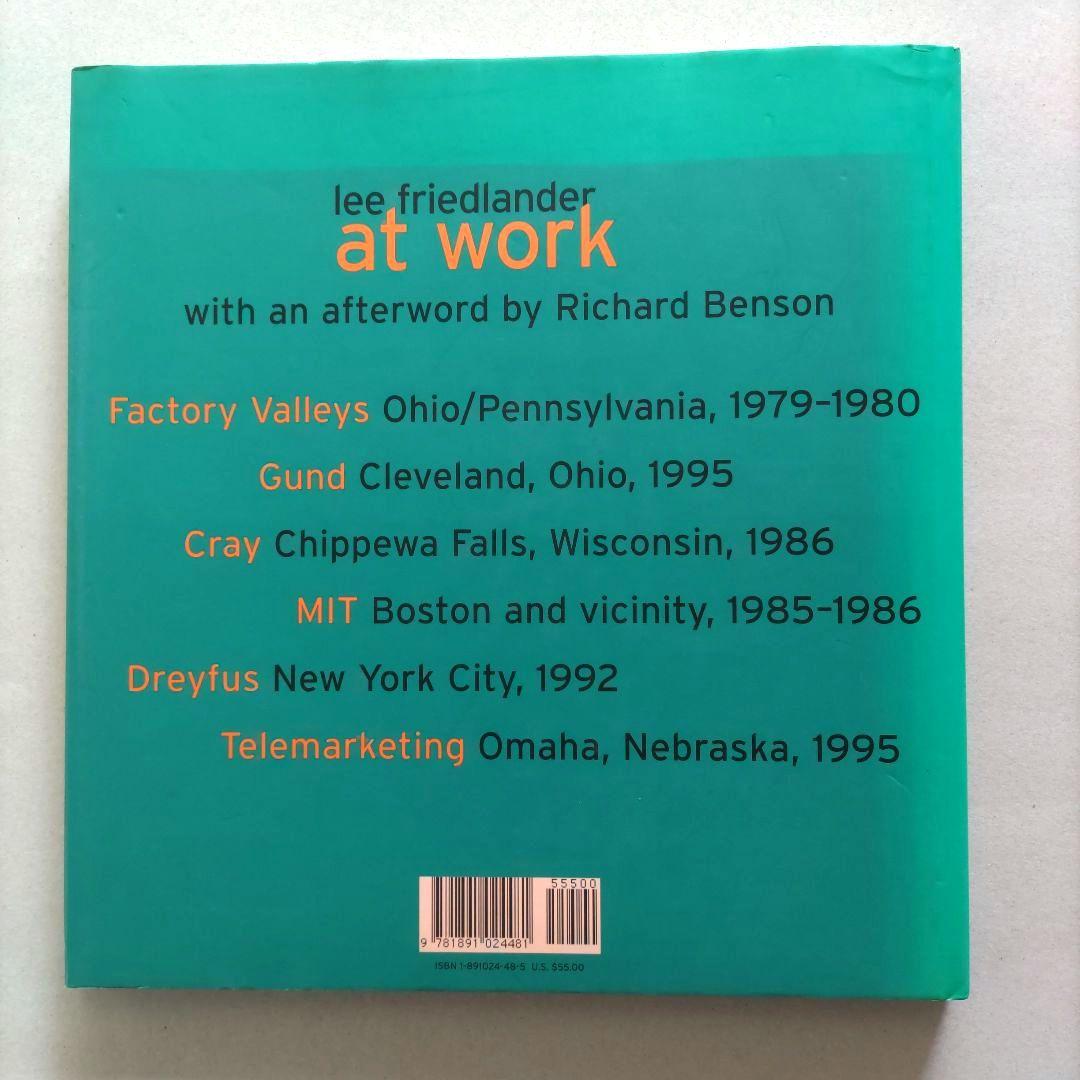 lee friedlander
at work
with an afterword by Richard Benson
Factory Valleys Ohio/Pennsylvania, 1979–1980
Gund Cleveland, Ohio, 1995
Cray Chippewa Falls, Wisconsin, 1986
MIT Boston and vicinity, 1985–1986
Dreyfus New York City, 1992
Telemarketing Omaha, Nebraska, 1995
55500
9 781891 024481
ISBN 1-891024-48-5 U.S. $55.00